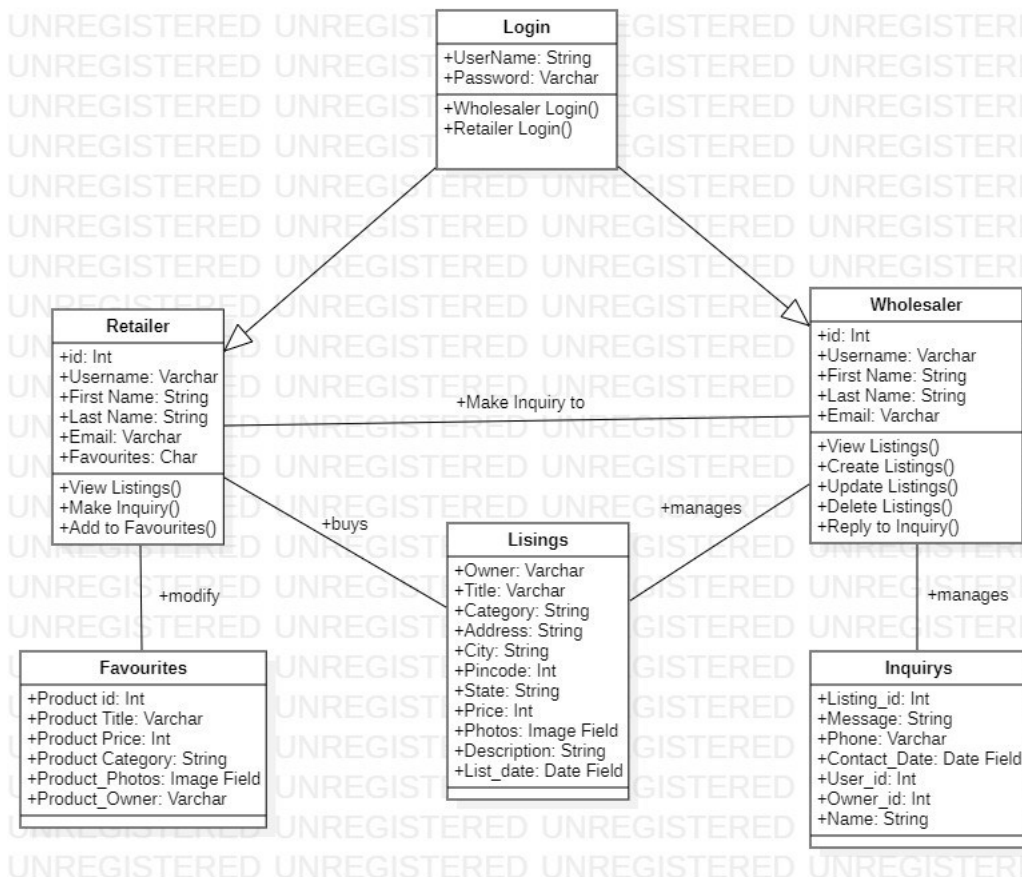 UNREGISTERED UNREGISTERED UNREGISTERED UNREGISTERED
Login
+UserName: String
+Password: Varchar
+Wholesaler Login()
+Retailer Login()
Retailer
+id: Int
+Username: Varchar
+First Name: String
+Last Name: String
+Email: Varchar
+Favourites: Char
+View Listings()
+Make Inquiry()
+Add to Favourites()
+Make Inquiry to
Wholesaler
+id: Int
+Username: Varchar
+First Name: String
+Last Name: String
+Email: Varchar
+View Listings()
+Create Listings()
+Update Listings()
+Delete Listings()
+Reply to Inquiry()
+buys
+manages
Lisings
+Owner: Varchar
+Title: Varchar
+Category: String
+Address: String
+City: String
+Pincode: Int
+State: String
+Price: Int
+Photos: Image Field
+Description: String
+List_date: Date Field
+modify
+manages
Favourites
+Product id: Int
+Product Title: Varchar
+Product Price: Int
+Product Category: String
+Product_Photos: Image Field
+Product_Owner: Varchar
Inquirys
+Listing_id: Int
+Message: String
+Phone: Varchar
+Contact_Date: Date Field
+User_id: Int
+Owner_id: Int
+Name: String